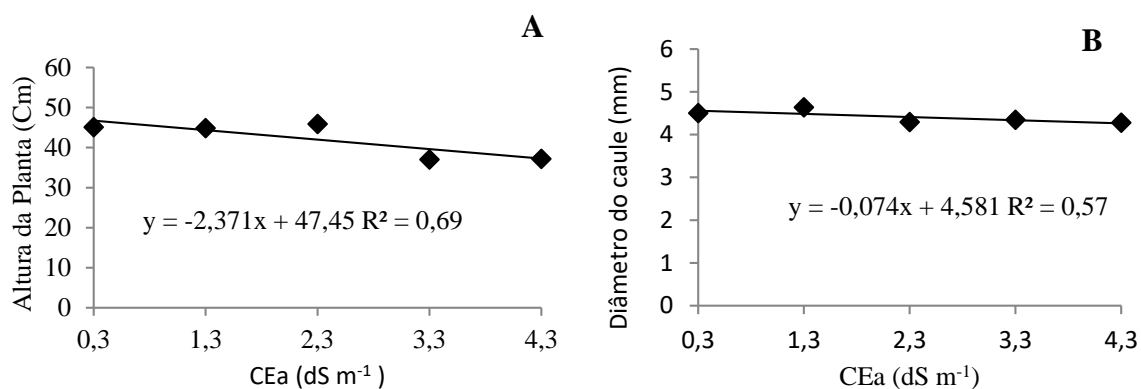 A
Altura da Planta (Cm)
60
50
40
30
20
10
0
y = -2,371x + 47,45 R² = 0,69
0,3 1,3 2,3 3,3 4,3
CEa (dS m⁻¹ )
B
Diâmetro do caule (mm)
6
5
4
3
2
1
0
y = -0,074x + 4,581 R² = 0,57
0,3 1,3 2,3 3,3 4,3
CEa (dS m⁻¹)